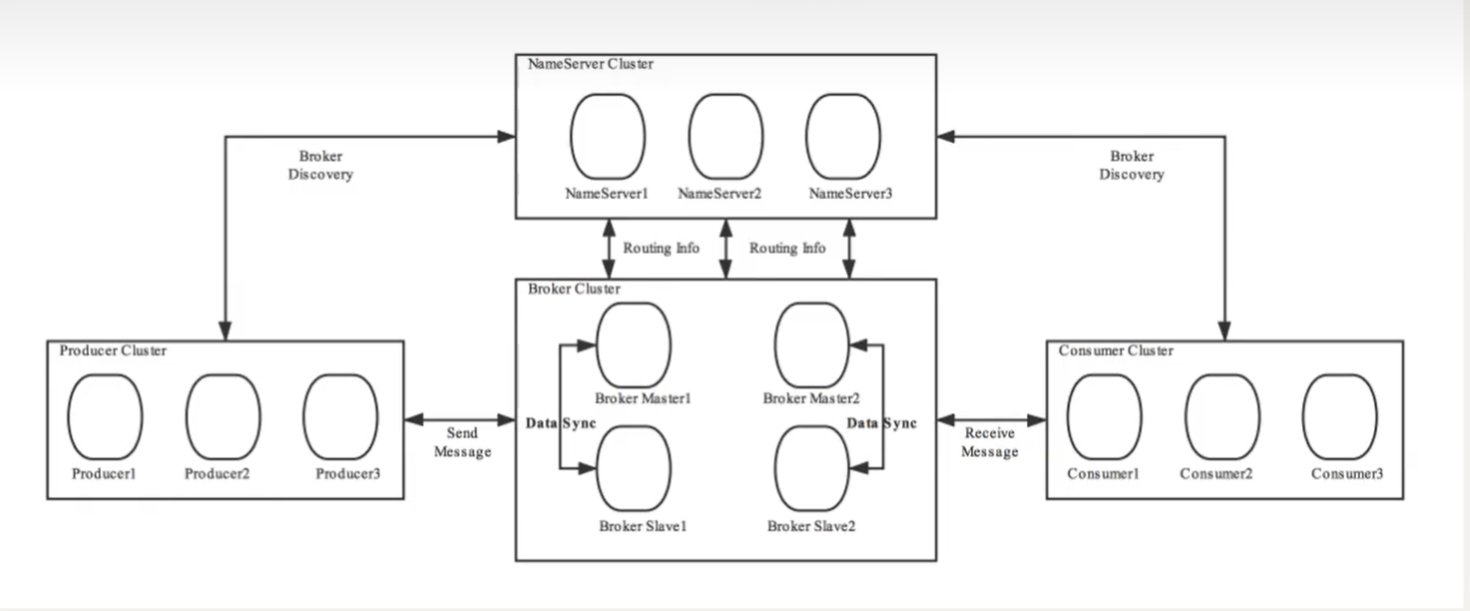 NameServer Cluster
NameServer1
NameServer2
NameServer3
Broker
Discovery
Broker
Discovery
Routing Info
Routing Info
Broker Cluster
Broker Master1
Broker Master2
Data Sync
Data Sync
Broker Slave1
Broker Slave2
Producer Cluster
Producer1
Producer2
Producer3
Send
Message
Receive
Message
Consumer Cluster
Consumer1
Consumer2
Consumer3